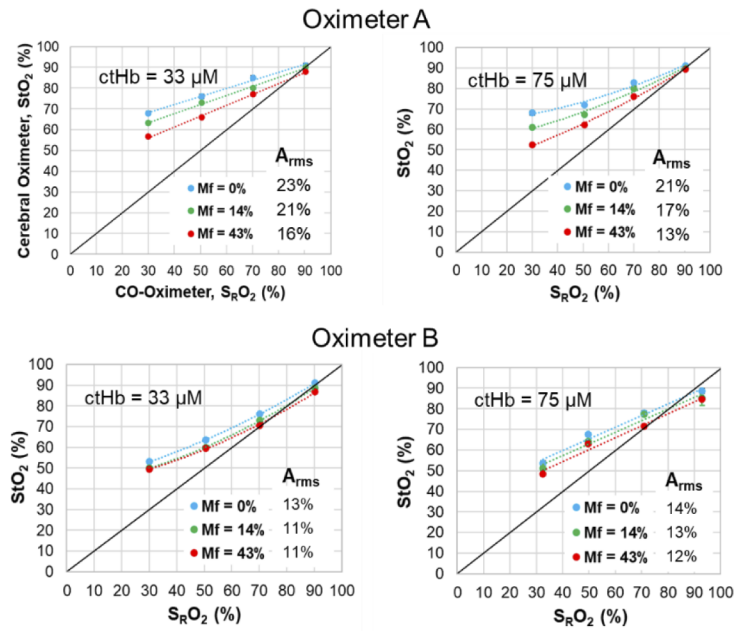 Oximeter A
ctHb = 33 µM
Cerebral Oximeter, StO₂ (%)
100
90
80
70
60
50
40
30
20
10
0
Aᵣₘₛ
Mf = 0% 23%
Mf = 14% 21%
Mf = 43% 16%
0 10 20 30 40 50 60 70 80 90 100
CO-Oximeter, SᵣO₂ (%)
ctHb = 75 µM
StO₂ (%)
100
90
80
70
60
50
40
30
20
10
0
Aᵣₘₛ
Mf = 0% 21%
Mf = 14% 17%
Mf = 43% 13%
0 10 20 30 40 50 60 70 80 90 100
SᵣO₂ (%)
Oximeter B
ctHb = 33 µM
StO₂ (%)
100
90
80
70
60
50
40
30
20
10
0
Aᵣₘₛ
Mf = 0% 13%
Mf = 14% 11%
Mf = 43% 11%
0 10 20 30 40 50 60 70 80 90 100
SᵣO₂ (%)
ctHb = 75 µM
StO₂ (%)
100
90
80
70
60
50
40
30
20
10
0
Aᵣₘₛ
Mf = 0% 14%
Mf = 14% 13%
Mf = 43% 12%
0 10 20 30 40 50 60 70 80 90 100
SᵣO₂ (%)